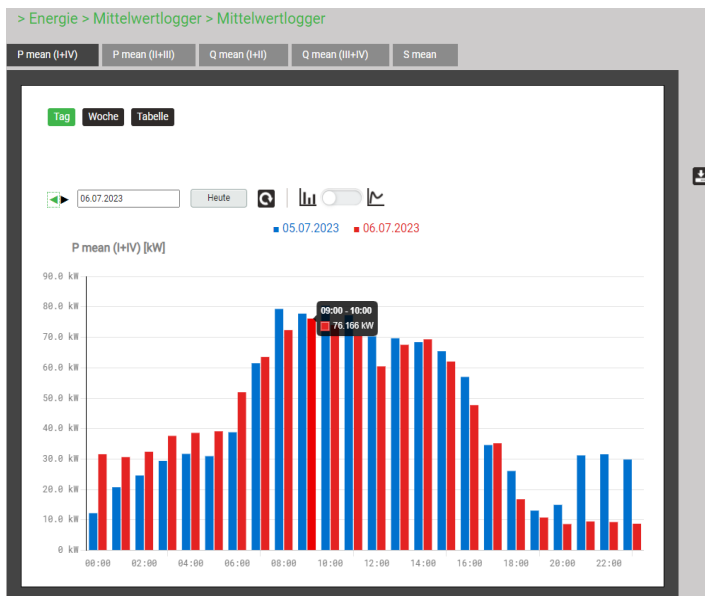 > Energie > Mittelwertlogger > Mittelwertlogger
P mean (I+IV) P mean (II+III) Q mean (I+II) Q mean (III+IV) S mean
Tag Woche Tabelle
06.07.2023 Heute
05.07.2023 06.07.2023
P mean (I+IV) [kW]
90.0 kW
80.0 kW
09:00 - 10:00
76.166 kW
70.0 kW
60.0 kW
50.0 kW
40.0 kW
30.0 kW
20.0 kW
10.0 kW
0 kW
00:00 02:00 04:00 06:00 08:00 10:00 12:00 14:00 16:00 18:00 20:00 22:00